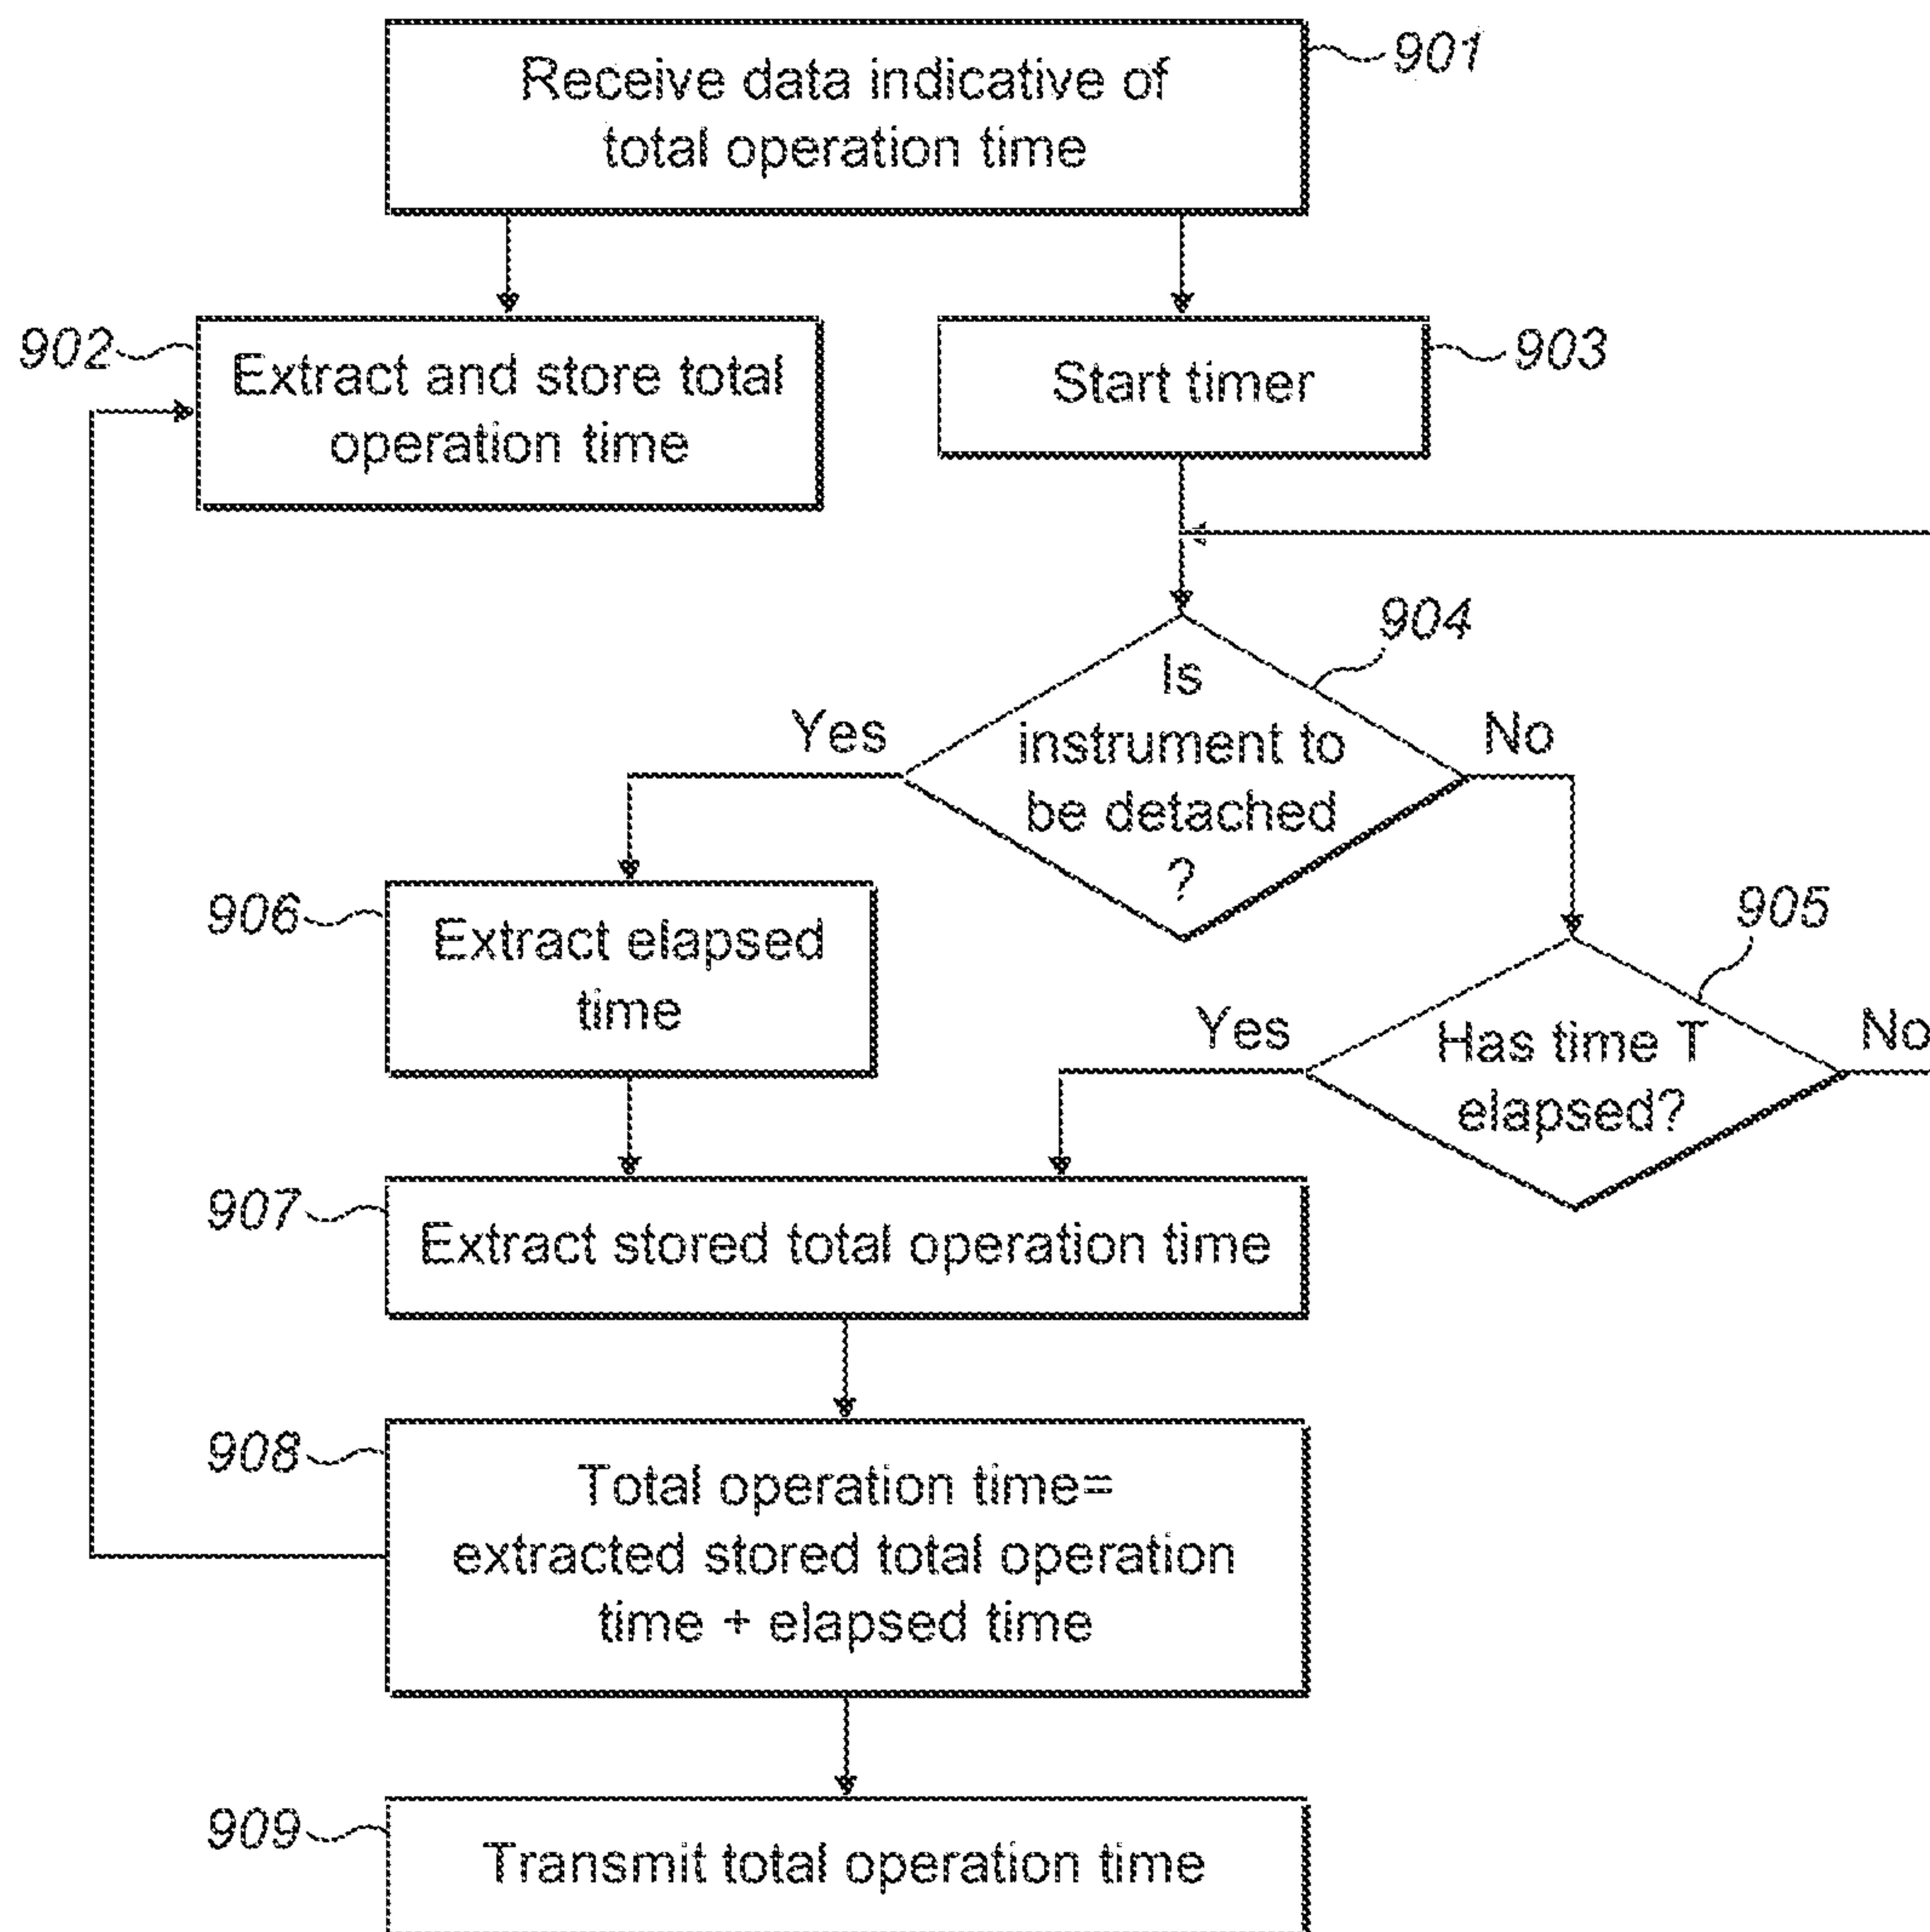 Receive data indicative of
total operation time
901
902
Extract and store total
operation time
Start timer
903
904
Is
instrument to
be detached
?
Yes
No
905
Has time T
elapsed?
Yes
No
906
Extract elapsed
time
907
Extract stored total operation time
908
Total operation time=
extracted stored total operation
time + elapsed time
909
Transmit total operation time